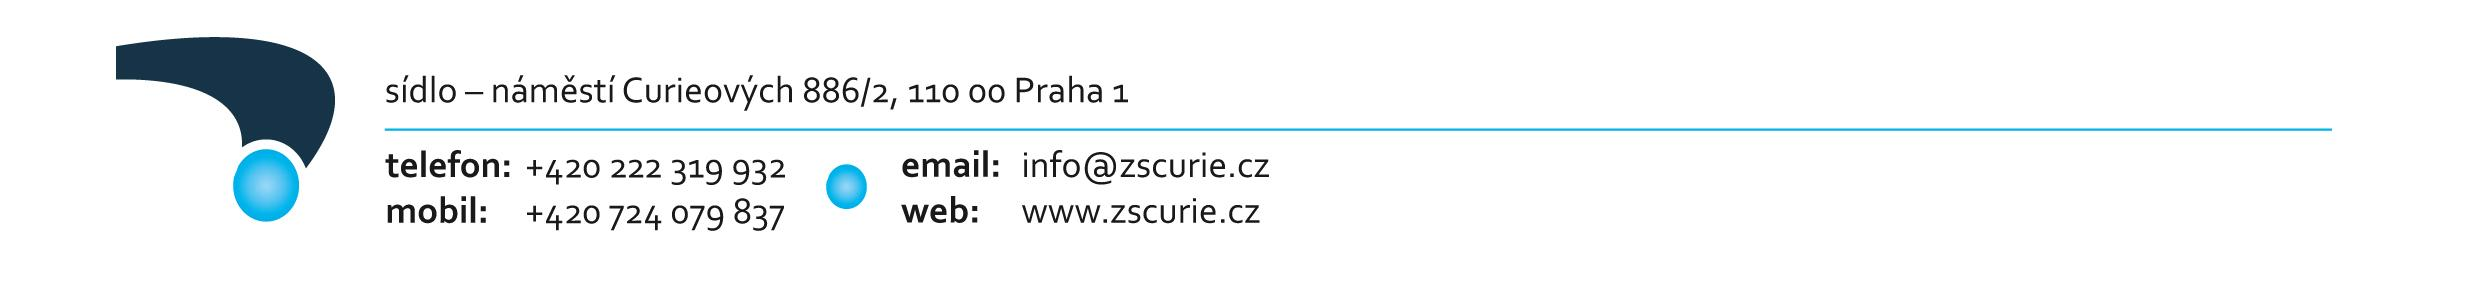 sídlo – náměstí Curieových 886/2, 110 00 Praha 1
telefon: +420 222 319 932 email: info@zscurie.cz
mobil: +420 724 079 837 web: www.zscurie.cz